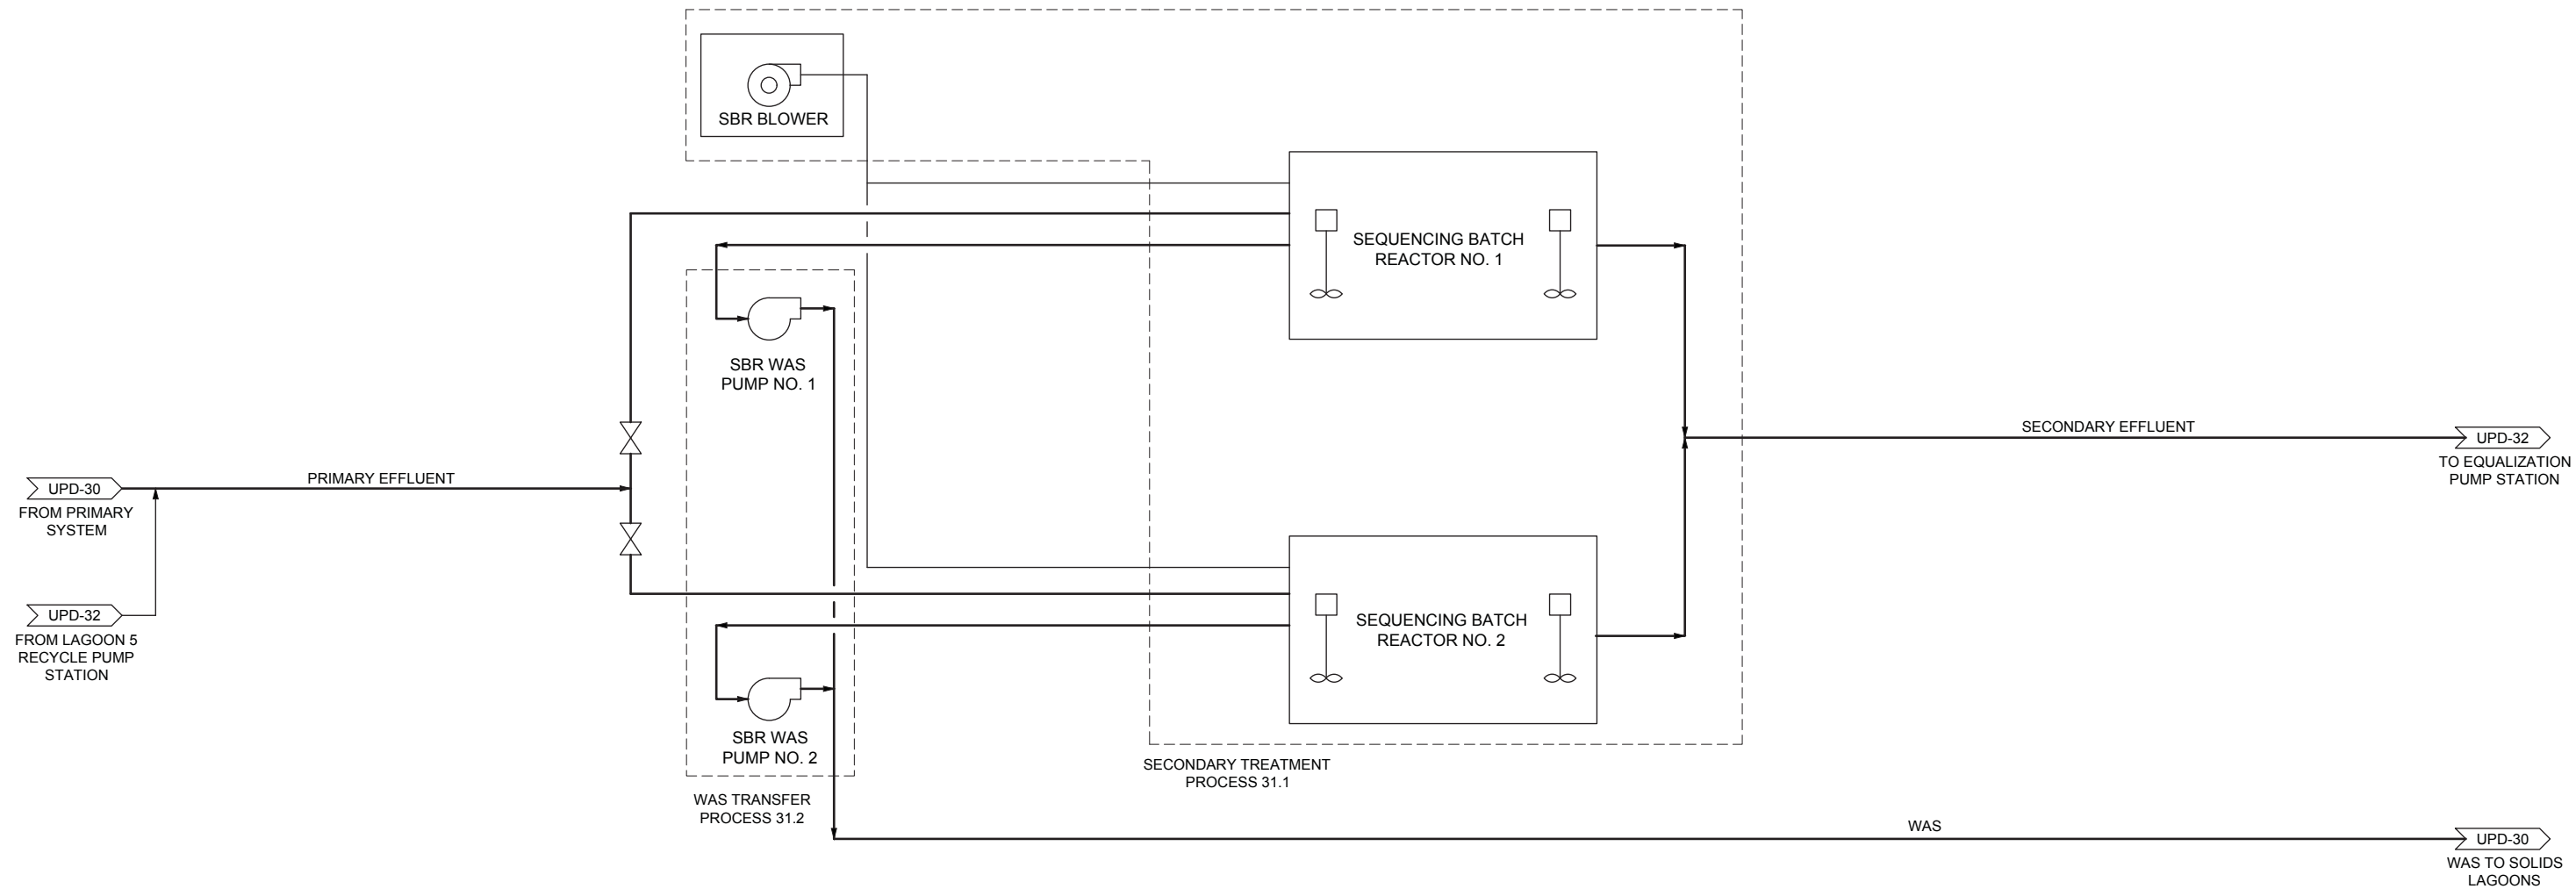 SBR BLOWER
SEQUENCING BATCH
REACTOR NO. 1
SBR WAS
PUMP NO. 1
SECONDARY EFFLUENT
UPD-32
TO EQUALIZATION
PUMP STATION
PRIMARY EFFLUENT
UPD-30
FROM PRIMARY
SYSTEM
UPD-32
FROM LAGOON 5
RECYCLE PUMP
STATION
SEQUENCING BATCH
REACTOR NO. 2
SBR WAS
PUMP NO. 2
SECONDARY TREATMENT
PROCESS 31.1
WAS TRANSFER
PROCESS 31.2
WAS
UPD-30
WAS TO SOLIDS
LAGOONS